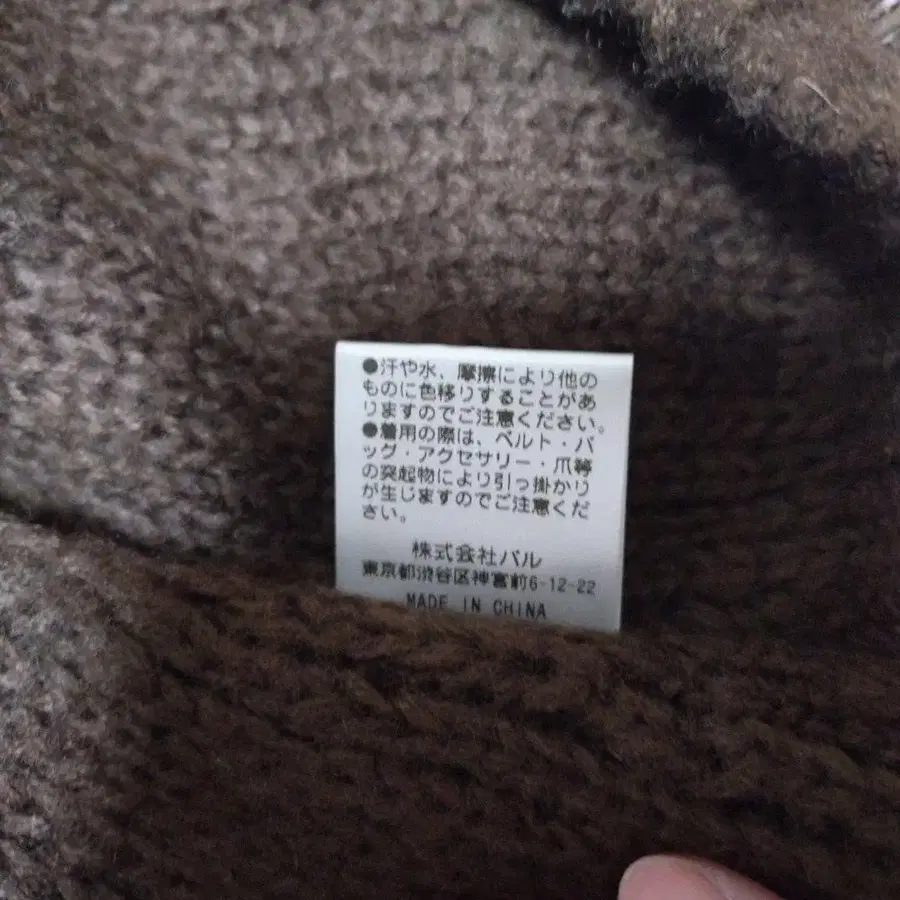 ●汗や水、摩擦により他の
ものに色移りすることがあ
りますのでご注意ください。
●着用の際は、ベルト・バ
ッグ・アクセサリー・爪等
の突起物により引っ掛かり
が生じますのでご注意くだ
さい。
株式会社パル
東京都渋谷区神宮前6-12-22
MADE IN CHINA